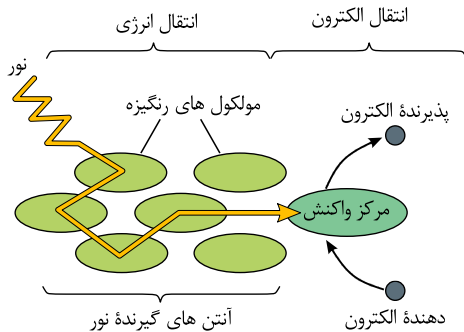 انتقال الکترون
انتقال انرژی
نور
مولکول های رنگیزه
پذیرندهٔ الکترون
مرکز واکنش
دهندهٔ الکترون
آنتن های گیرندهٔ نور